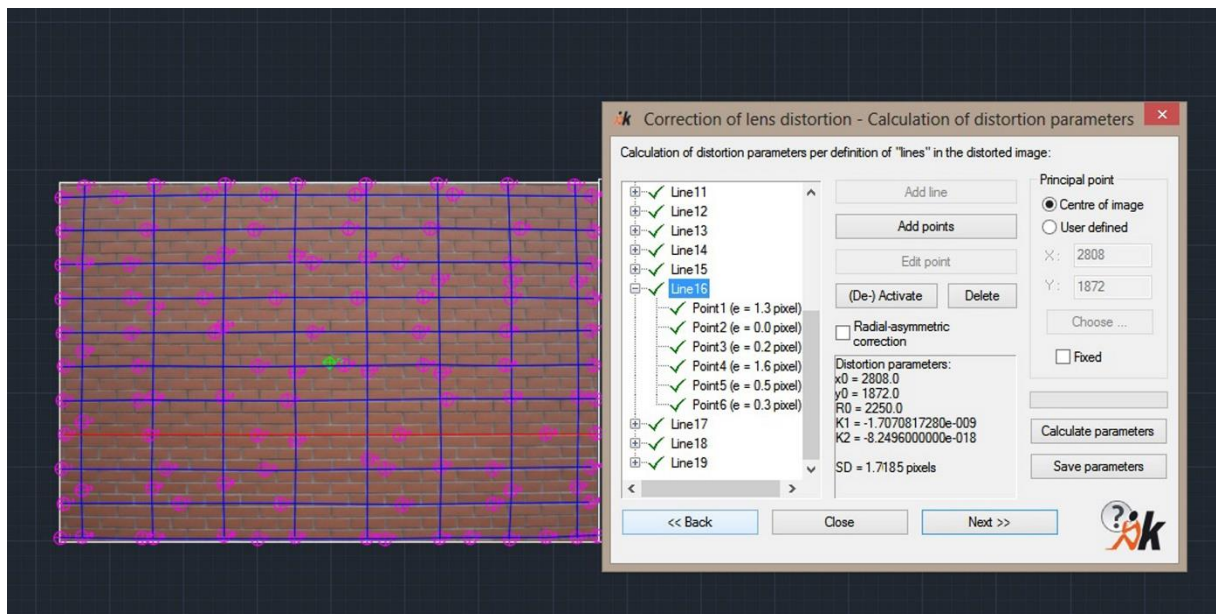 Correction of lens distortion - Calculation of distortion parameters
Calculation of distortion parameters per definition of "lines" in the distorted image:
Line11
Line12
Line13
Line14
Line15
Line16
Point1 (e = 1.3 pixel)
Point2 (e = 0.0 pixel)
Point3 (e = 0.2 pixel)
Point4 (e = 1.6 pixel)
Point5 (e = 0.5 pixel)
Point6 (e = 0.3 pixel)
Line17
Line18
Line19
Add line
Add points
Edit point
(De-) Activate
Delete
Radial-asymmetric
correction
Distortion parameters:
x0 = 2808.0
y0 = 1872.0
R0 = 2250.0
K1 = -1.7070817280e-009
K2 = -8.2496000000e-018
SD = 1.7185 pixels
Principal point
Centre of image
User defined
X: 2808
Y: 1872
Choose ...
Fixed
Calculate parameters
Save parameters
<< Back
Close
Next >>
?
k